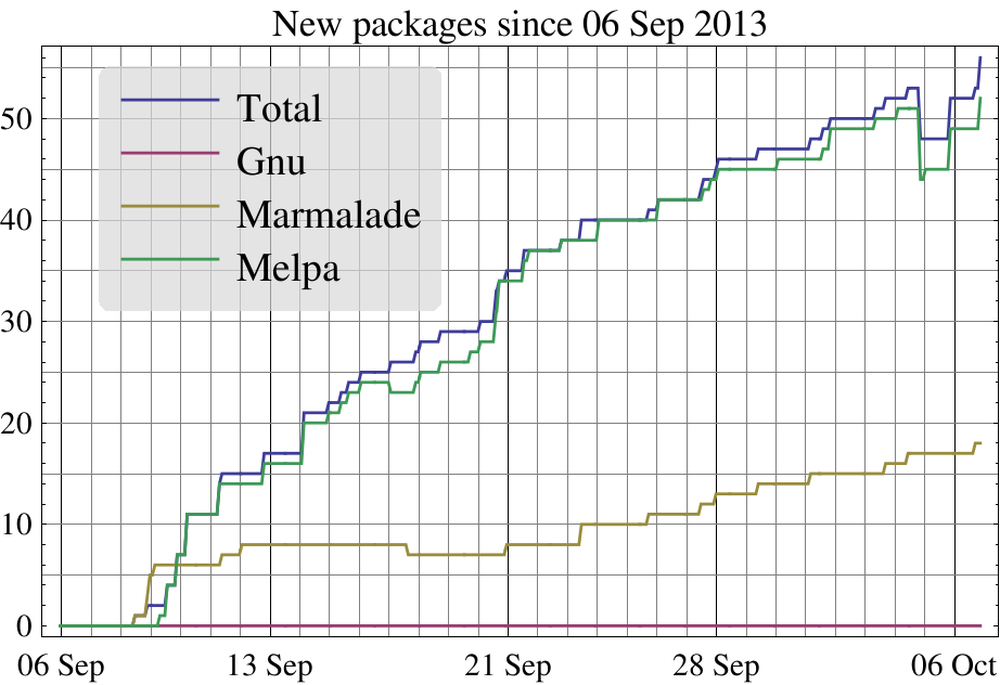 New packages since 06 Sep 2013
Total
Gnu
Marmalade
Melpa
50
40
30
20
10
0
06 Sep 13 Sep 21 Sep 28 Sep 06 Oct